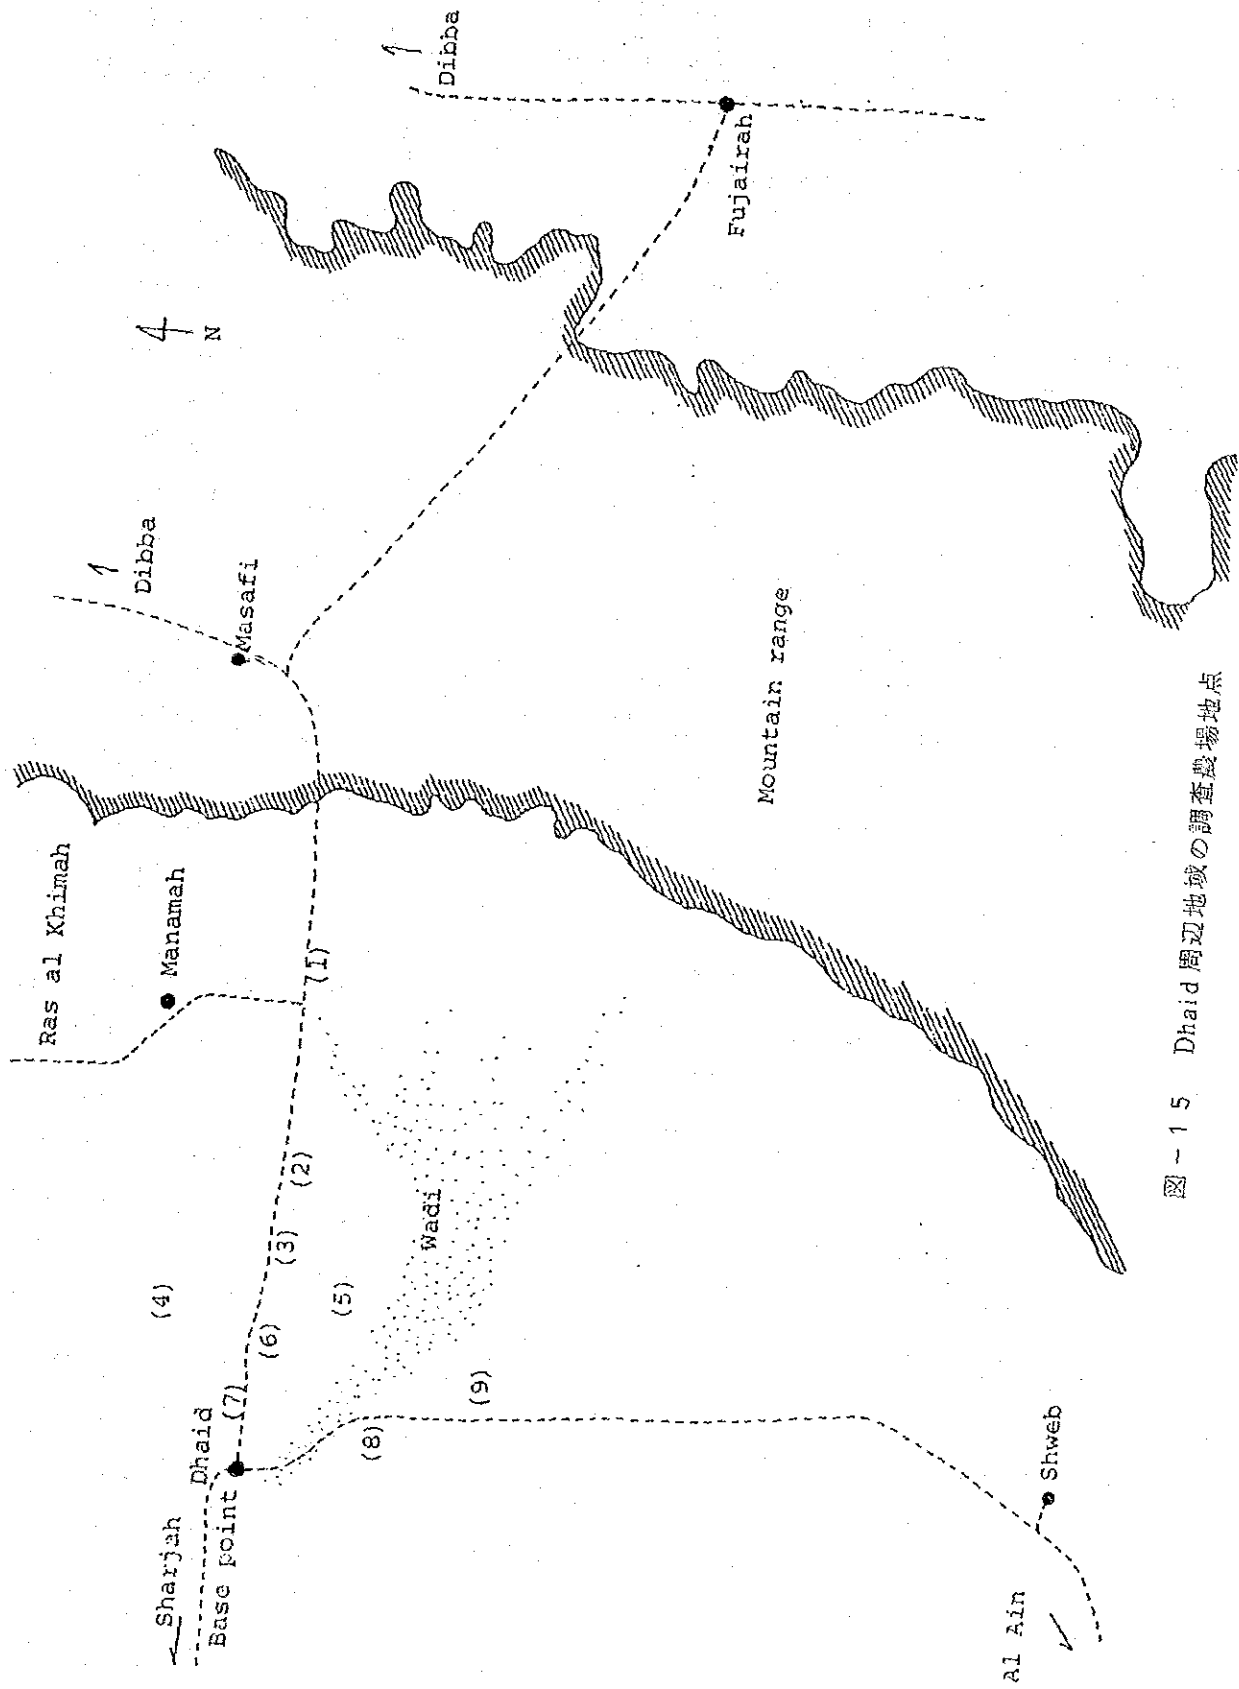 Sharjah
Dhaid
Base point
(7)
(6)
(4)
(3)
(5)
(2)
(1)
(8)
(9)
Wadi
Ras al Khimah
Manamah
Dibba
Masafi
N
Dibba
Fujairah
Mountain range
Shweb
Al Ain
図-15 Dhaid周辺地域の調査農場地点